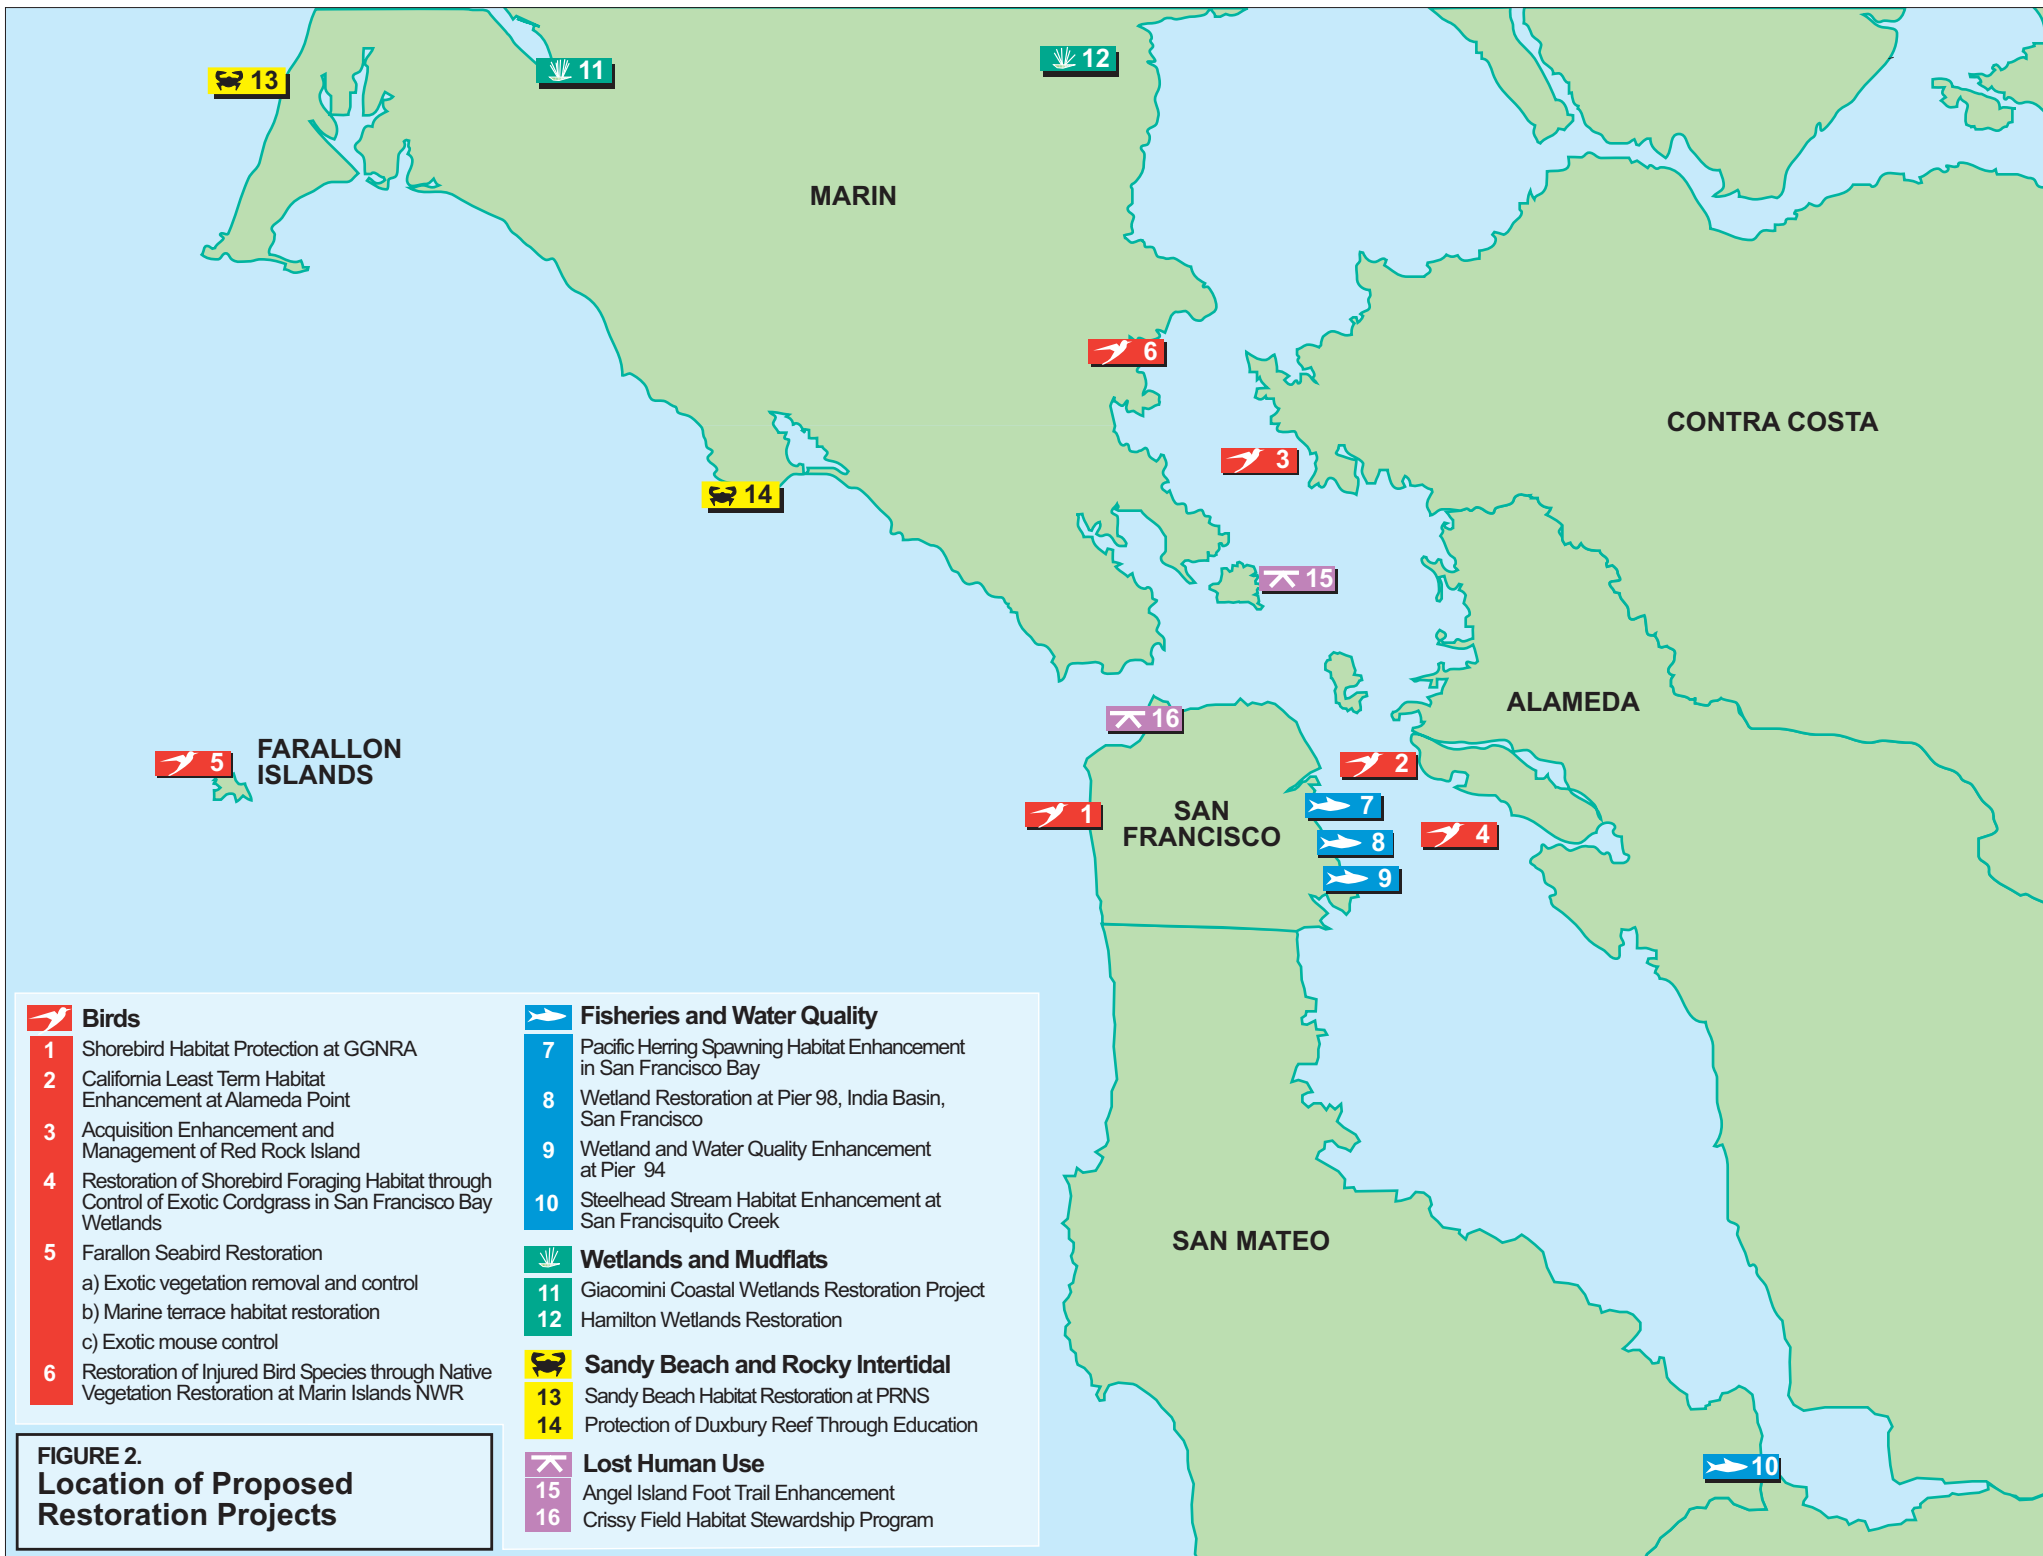 13
11
12
MARIN
6
CONTRA COSTA
3
14
15
ALAMEDA
16
FARALLON
ISLANDS
5
2
1
SAN
FRANCISCO
7
8
4
9
SAN MATEO
10
Birds
1 Shorebird Habitat Protection at GGNRA
2 California Least Term Habitat
Enhancement at Alameda Point
3 Acquisition Enhancement and
Management of Red Rock Island
4 Restoration of Shorebird Foraging Habitat through
Control of Exotic Cordgrass in San Francisco Bay
Wetlands
5 Farallon Seabird Restoration
a) Exotic vegetation removal and control
b) Marine terrace habitat restoration
c) Exotic mouse control
6 Restoration of Injured Bird Species through Native
Vegetation Restoration at Marin Islands NWR
Fisheries and Water Quality
7 Pacific Herring Spawning Habitat Enhancement
in San Francisco Bay
8 Wetland Restoration at Pier 98, India Basin,
San Francisco
9 Wetland and Water Quality Enhancement
at Pier 94
10 Steelhead Stream Habitat Enhancement at
San Francisquito Creek
Wetlands and Mudflats
11 Giacomini Coastal Wetlands Restoration Project
12 Hamilton Wetlands Restoration
Sandy Beach and Rocky Intertidal
13 Sandy Beach Habitat Restoration at PRNS
14 Protection of Duxbury Reef Through Education
Lost Human Use
15 Angel Island Foot Trail Enhancement
16 Crissy Field Habitat Stewardship Program
FIGURE 2.
Location of Proposed
Restoration Projects